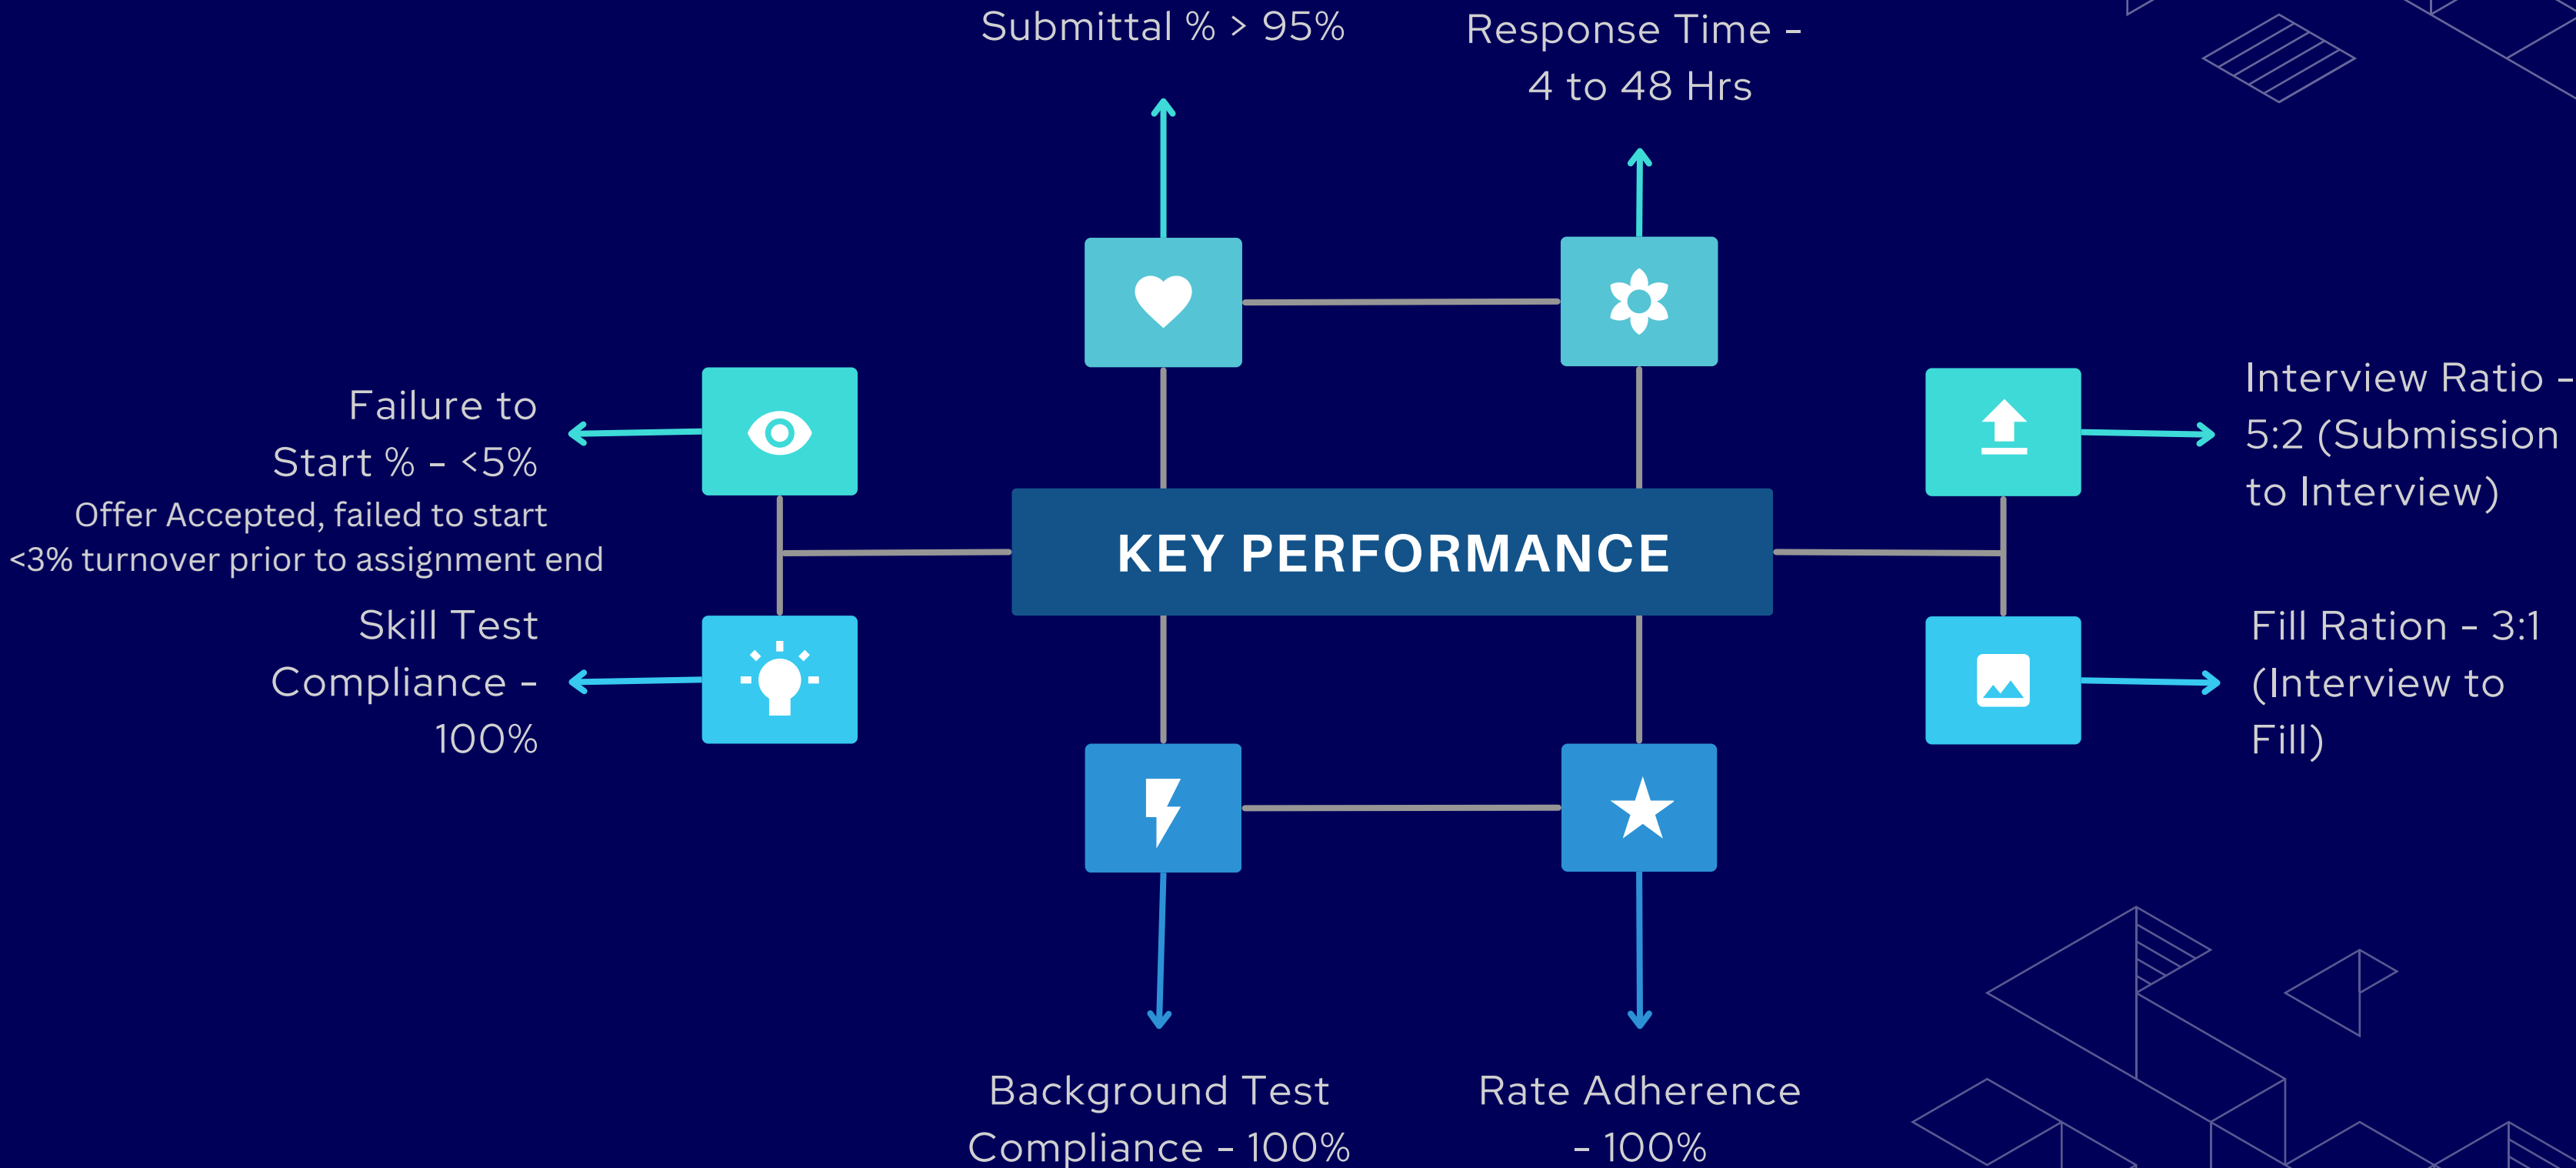 Submittal % > 95%
Response Time -
4 to 48 Hrs
Failure to
Start % - <5%
Offer Accepted, failed to start
<3% turnover prior to assignment end
Skill Test
Compliance -
100%
KEY PERFORMANCE
Interview Ratio -
5:2 (Submission
to Interview)
Fill Ration - 3:1
(Interview to
Fill)
Background Test
Compliance - 100%
Rate Adherence
- 100%